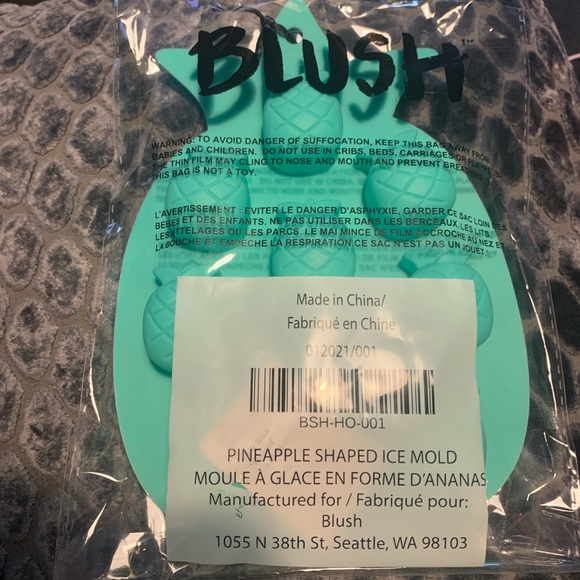 BLUSH™
WARNING: TO AVOID DANGER OF SUFFOCATION, KEEP THIS BAG AWAY FROM
BABIES AND CHILDREN. DO NOT USE IN CRIBS, BEDS, CARRIAGES OR
THE THIN FILM MAY CLING TO NOSE AND MOUTH AND PREVENT
THIS BAG IS NOT A TOY.
L'AVERTISSEMENT : EVITER LE DANGER D'ASPHYXIE, GARDER CE SAC LOIN DES
BEBES ET DES ENFANTS. NE PAS UTILISER DANS LES BERCEAUX LES LITS
LES ATTELAGES OU LES PARCS. LE MAI MINCE DE FILM ACCROCHE AU NEZ ET
LA BOUCHE ET EMPECHE LA RESPIRATION.CE SAC N'EST PAS UN JOUET.
Made in China/
Fabriqué en Chine
012021/001
BSH-HO-001
PINEAPPLE SHAPED ICE MOLD
MOULE À GLACE EN FORME D'ANANAS
Manufactured for / Fabriqué pour:
Blush
1055 N 38th St, Seattle, WA 98103